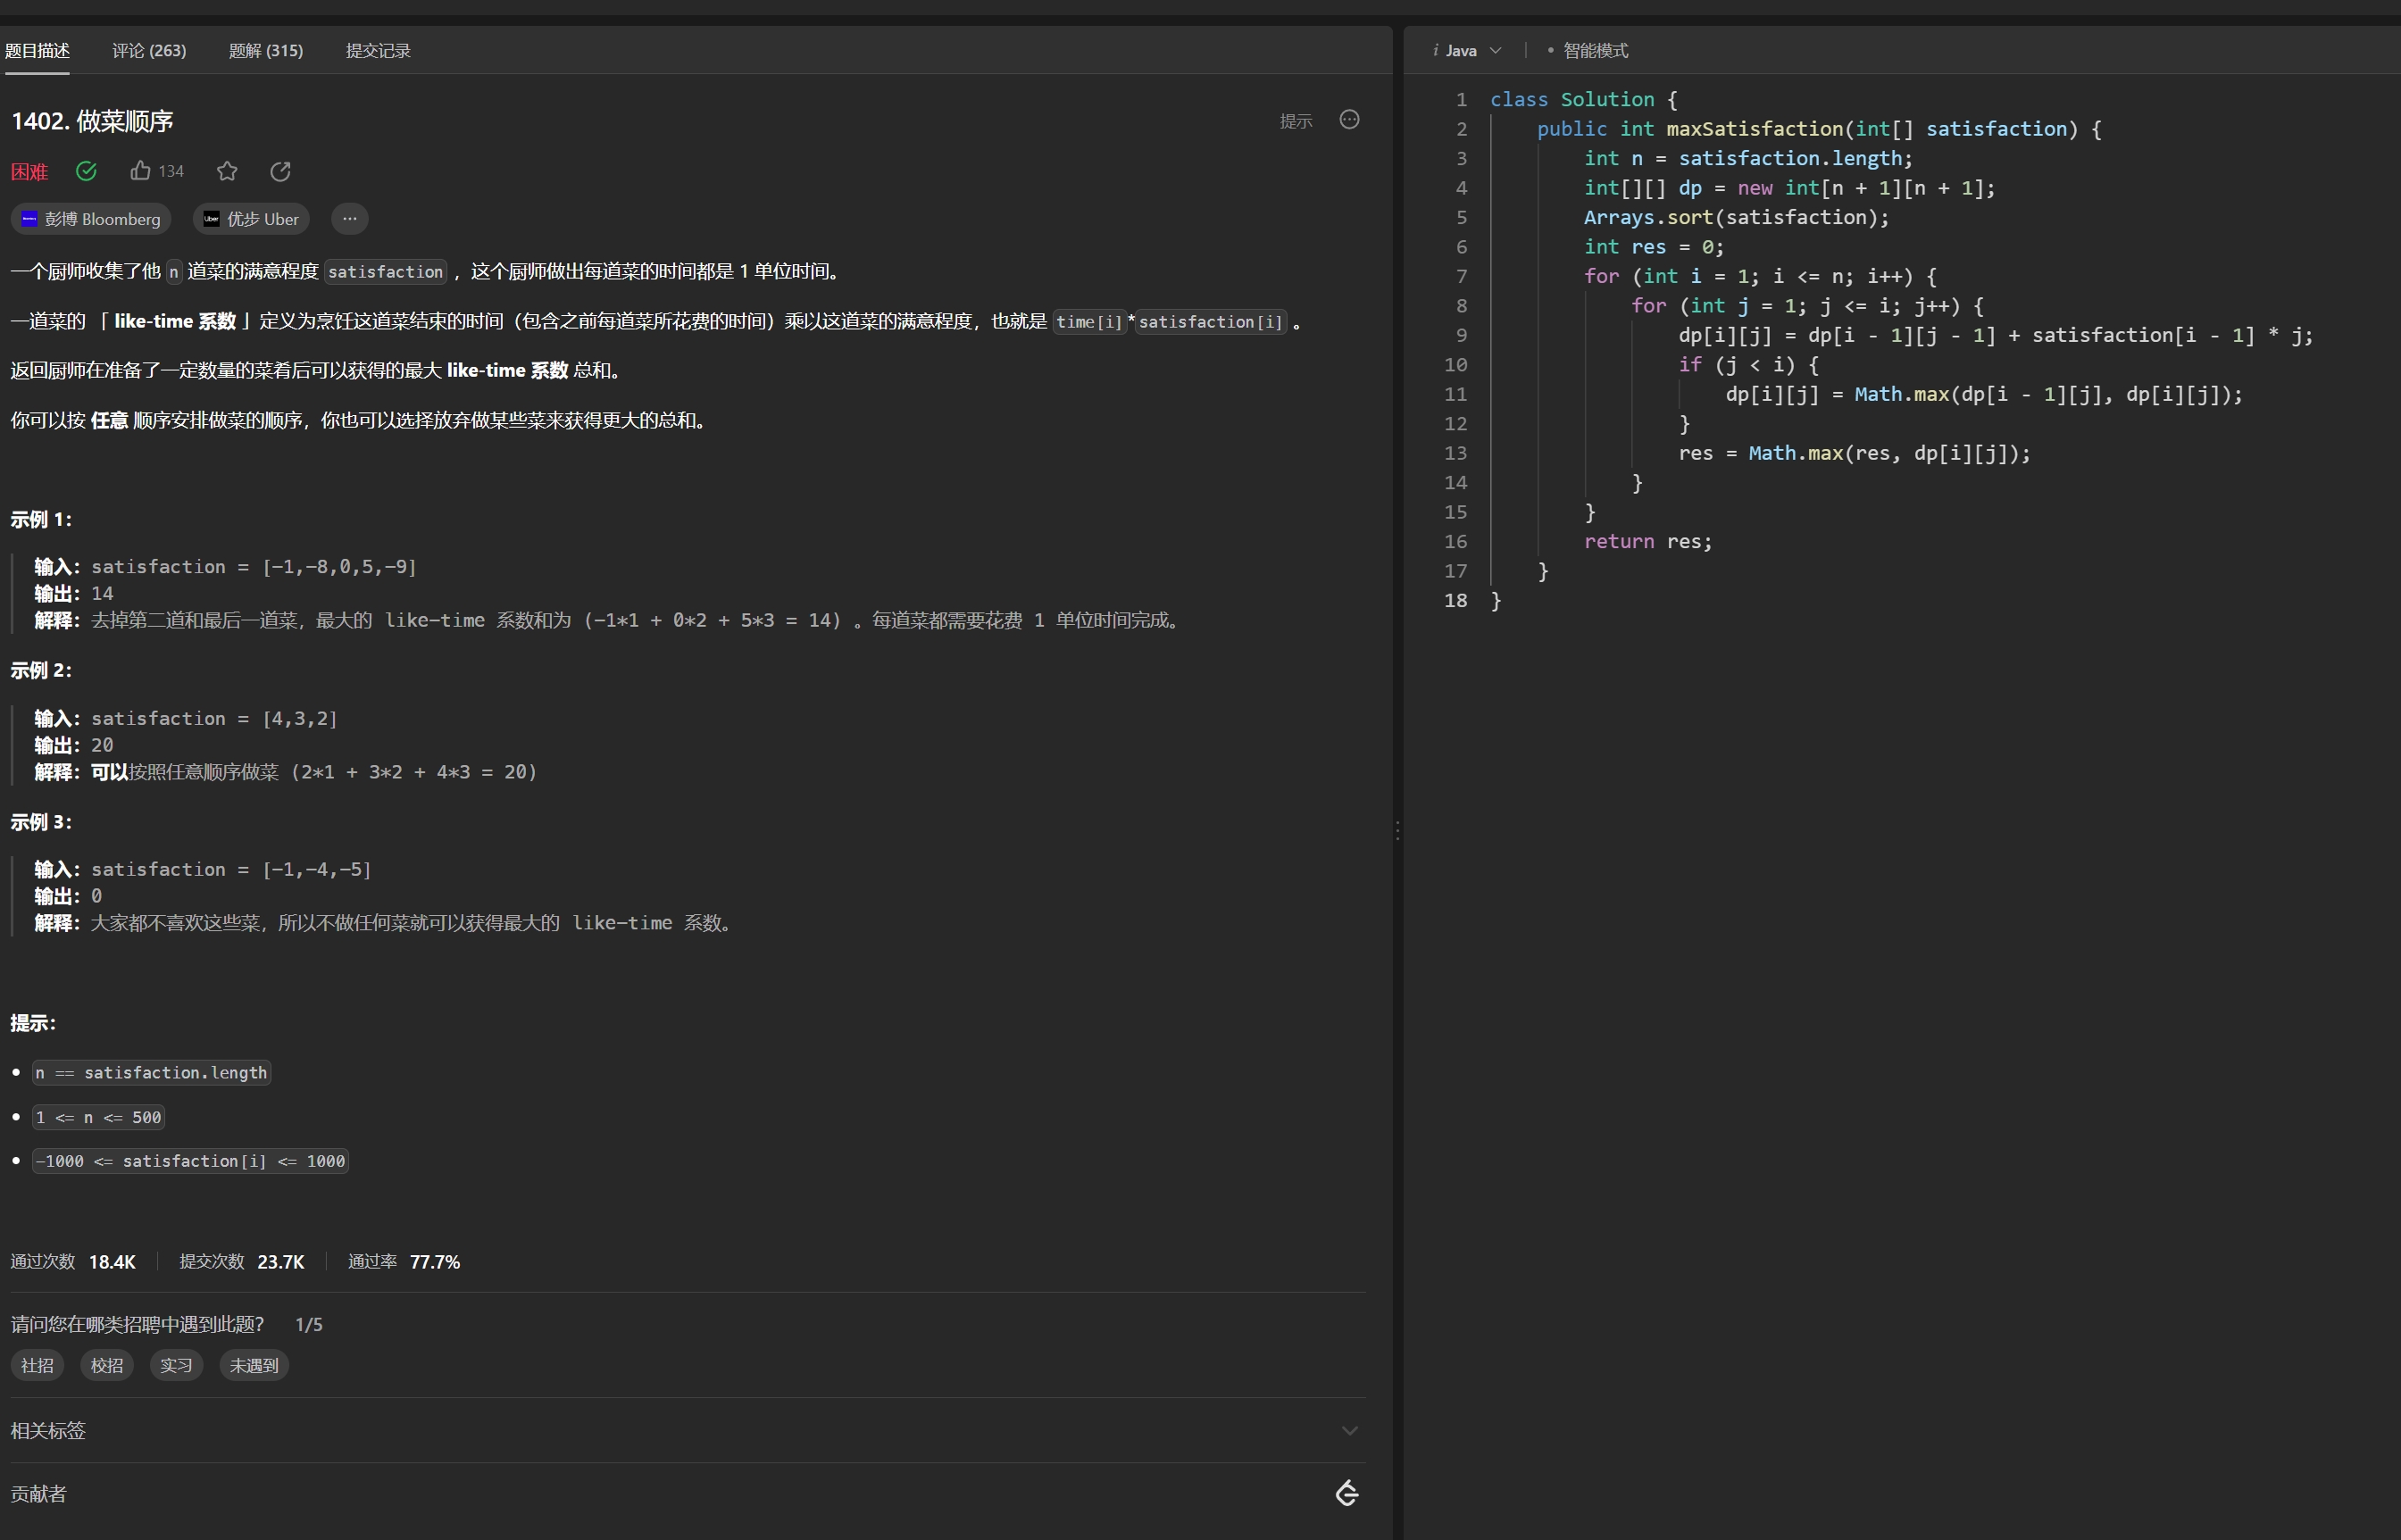 题目描述 评论 (263) 题解 (315) 提交记录
1402. 做菜顺序 提示
困难 134
彭博 Bloomberg Uber 优步 Uber ···
一个厨师收集了他 n 道菜的满意程度 satisfaction ，这个厨师做出每道菜的时间都是 1 单位时间。
一道菜的 「 like-time 系数 」定义为烹饪这道菜结束的时间（包含之前每道菜所花费的时间）乘以这道菜的满意程度，也就是 time[i]*satisfaction[i] 。
返回厨师在准备了一定数量的菜肴后可以获得的最大 like-time 系数 总和。
你可以按 任意 顺序安排做菜的顺序，你也可以选择放弃做某些菜来获得更大的总和。
示例 1：
输入：satisfaction = [-1,-8,0,5,-9]
输出：14
解释：去掉第二道和最后一道菜，最大的 like-time 系数和为 (-1*1 + 0*2 + 5*3 = 14) 。每道菜都需要花费 1 单位时间完成。
示例 2：
输入：satisfaction = [4,3,2]
输出：20
解释：可以按照任意顺序做菜 (2*1 + 3*2 + 4*3 = 20)
示例 3：
输入：satisfaction = [-1,-4,-5]
输出：0
解释：大家都不喜欢这些菜，所以不做任何菜就可以获得最大的 like-time 系数。
提示：
n == satisfaction.length
1 <= n <= 500
-1000 <= satisfaction[i] <= 1000
通过次数 18.4K 提交次数 23.7K 通过率 77.7%
请问您在哪类招聘中遇到此题？ 1/5
社招 校招 实习 未遇到
相关标签
贡献者
i Java • 智能模式
1 class Solution {
2     public int maxSatisfaction(int[] satisfaction) {
3         int n = satisfaction.length;
4         int[][] dp = new int[n + 1][n + 1];
5         Arrays.sort(satisfaction);
6         int res = 0;
7         for (int i = 1; i <= n; i++) {
8             for (int j = 1; j <= i; j++) {
9                 dp[i][j] = dp[i - 1][j - 1] + satisfaction[i - 1] * j;
10                 if (j < i) {
11                     dp[i][j] = Math.max(dp[i - 1][j], dp[i][j]);
12                 }
13                 res = Math.max(res, dp[i][j]);
14             }
15         }
16         return res;
17     }
18 }